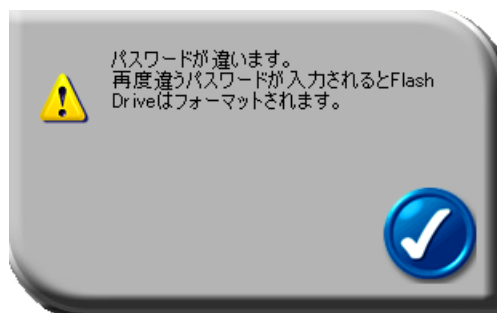 パスワードが違います。
再度違うパスワードが入力されるとFlash
Driveはフォーマットされます。